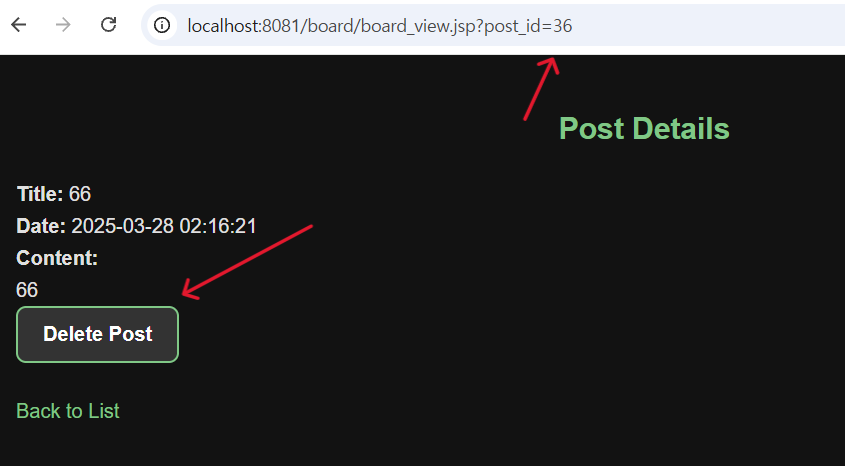 localhost:8081/board/board_view.jsp?post_id=36
Post Details
Title: 66
Date: 2025-03-28 02:16:21
Content:
66
Delete Post
Back to List